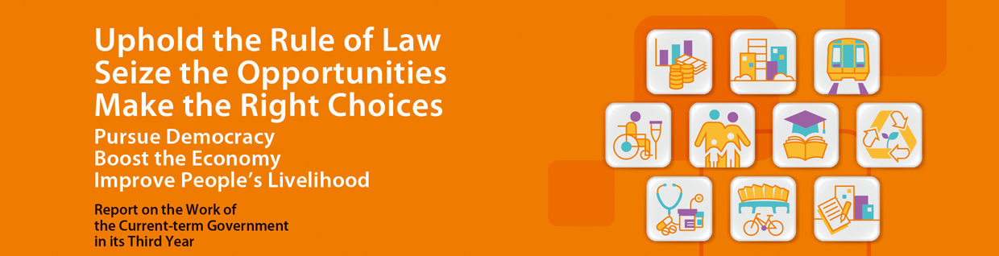 Uphold the Rule of Law
Seize the Opportunities
Make the Right Choices
Pursue Democracy
Boost the Economy
Improve People’s Livelihood
Report on the Work of
the Current-term Government
in its Third Year